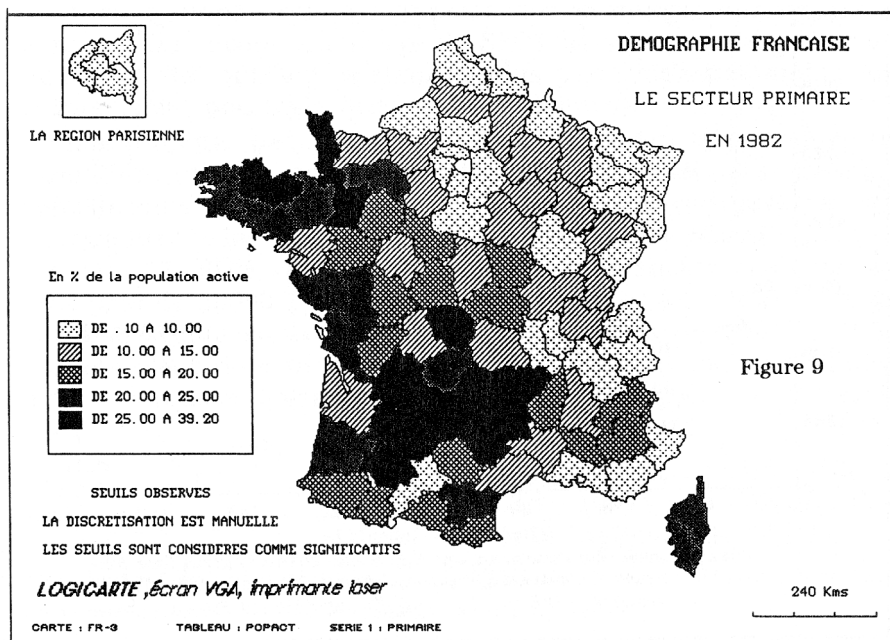 DEMOGRAPHIE FRANCAISE
LE SECTEUR PRIMAIRE
EN 1982
LA REGION PARISIENNE
En % de la population active
DE . 10 A 10.00
DE 10.00 A 15.00
DE 15.00 A 20.00
DE 20.00 A 25.00
DE 25.00 A 39.20
Figure 9
SEUILS OBSERVES
LA DISCRETISATION EST MANUELLE
LES SEUILS SONT CONSIDERES COMME SIGNIFICATIFS
LOGICARTE ,écran VGA, imprimante laser
240 Kms
CARTE : FR-3 TABLEAU : POPACT SERIE 1 : PRIMAIRE